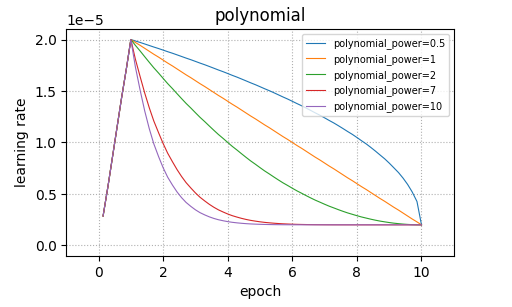 polynomial
1e−5
2.0
1.5
1.0
0.5
0.0
learning rate
polynomial_power=0.5
polynomial_power=1
polynomial_power=2
polynomial_power=7
polynomial_power=10
0 2 4 6 8 10
epoch